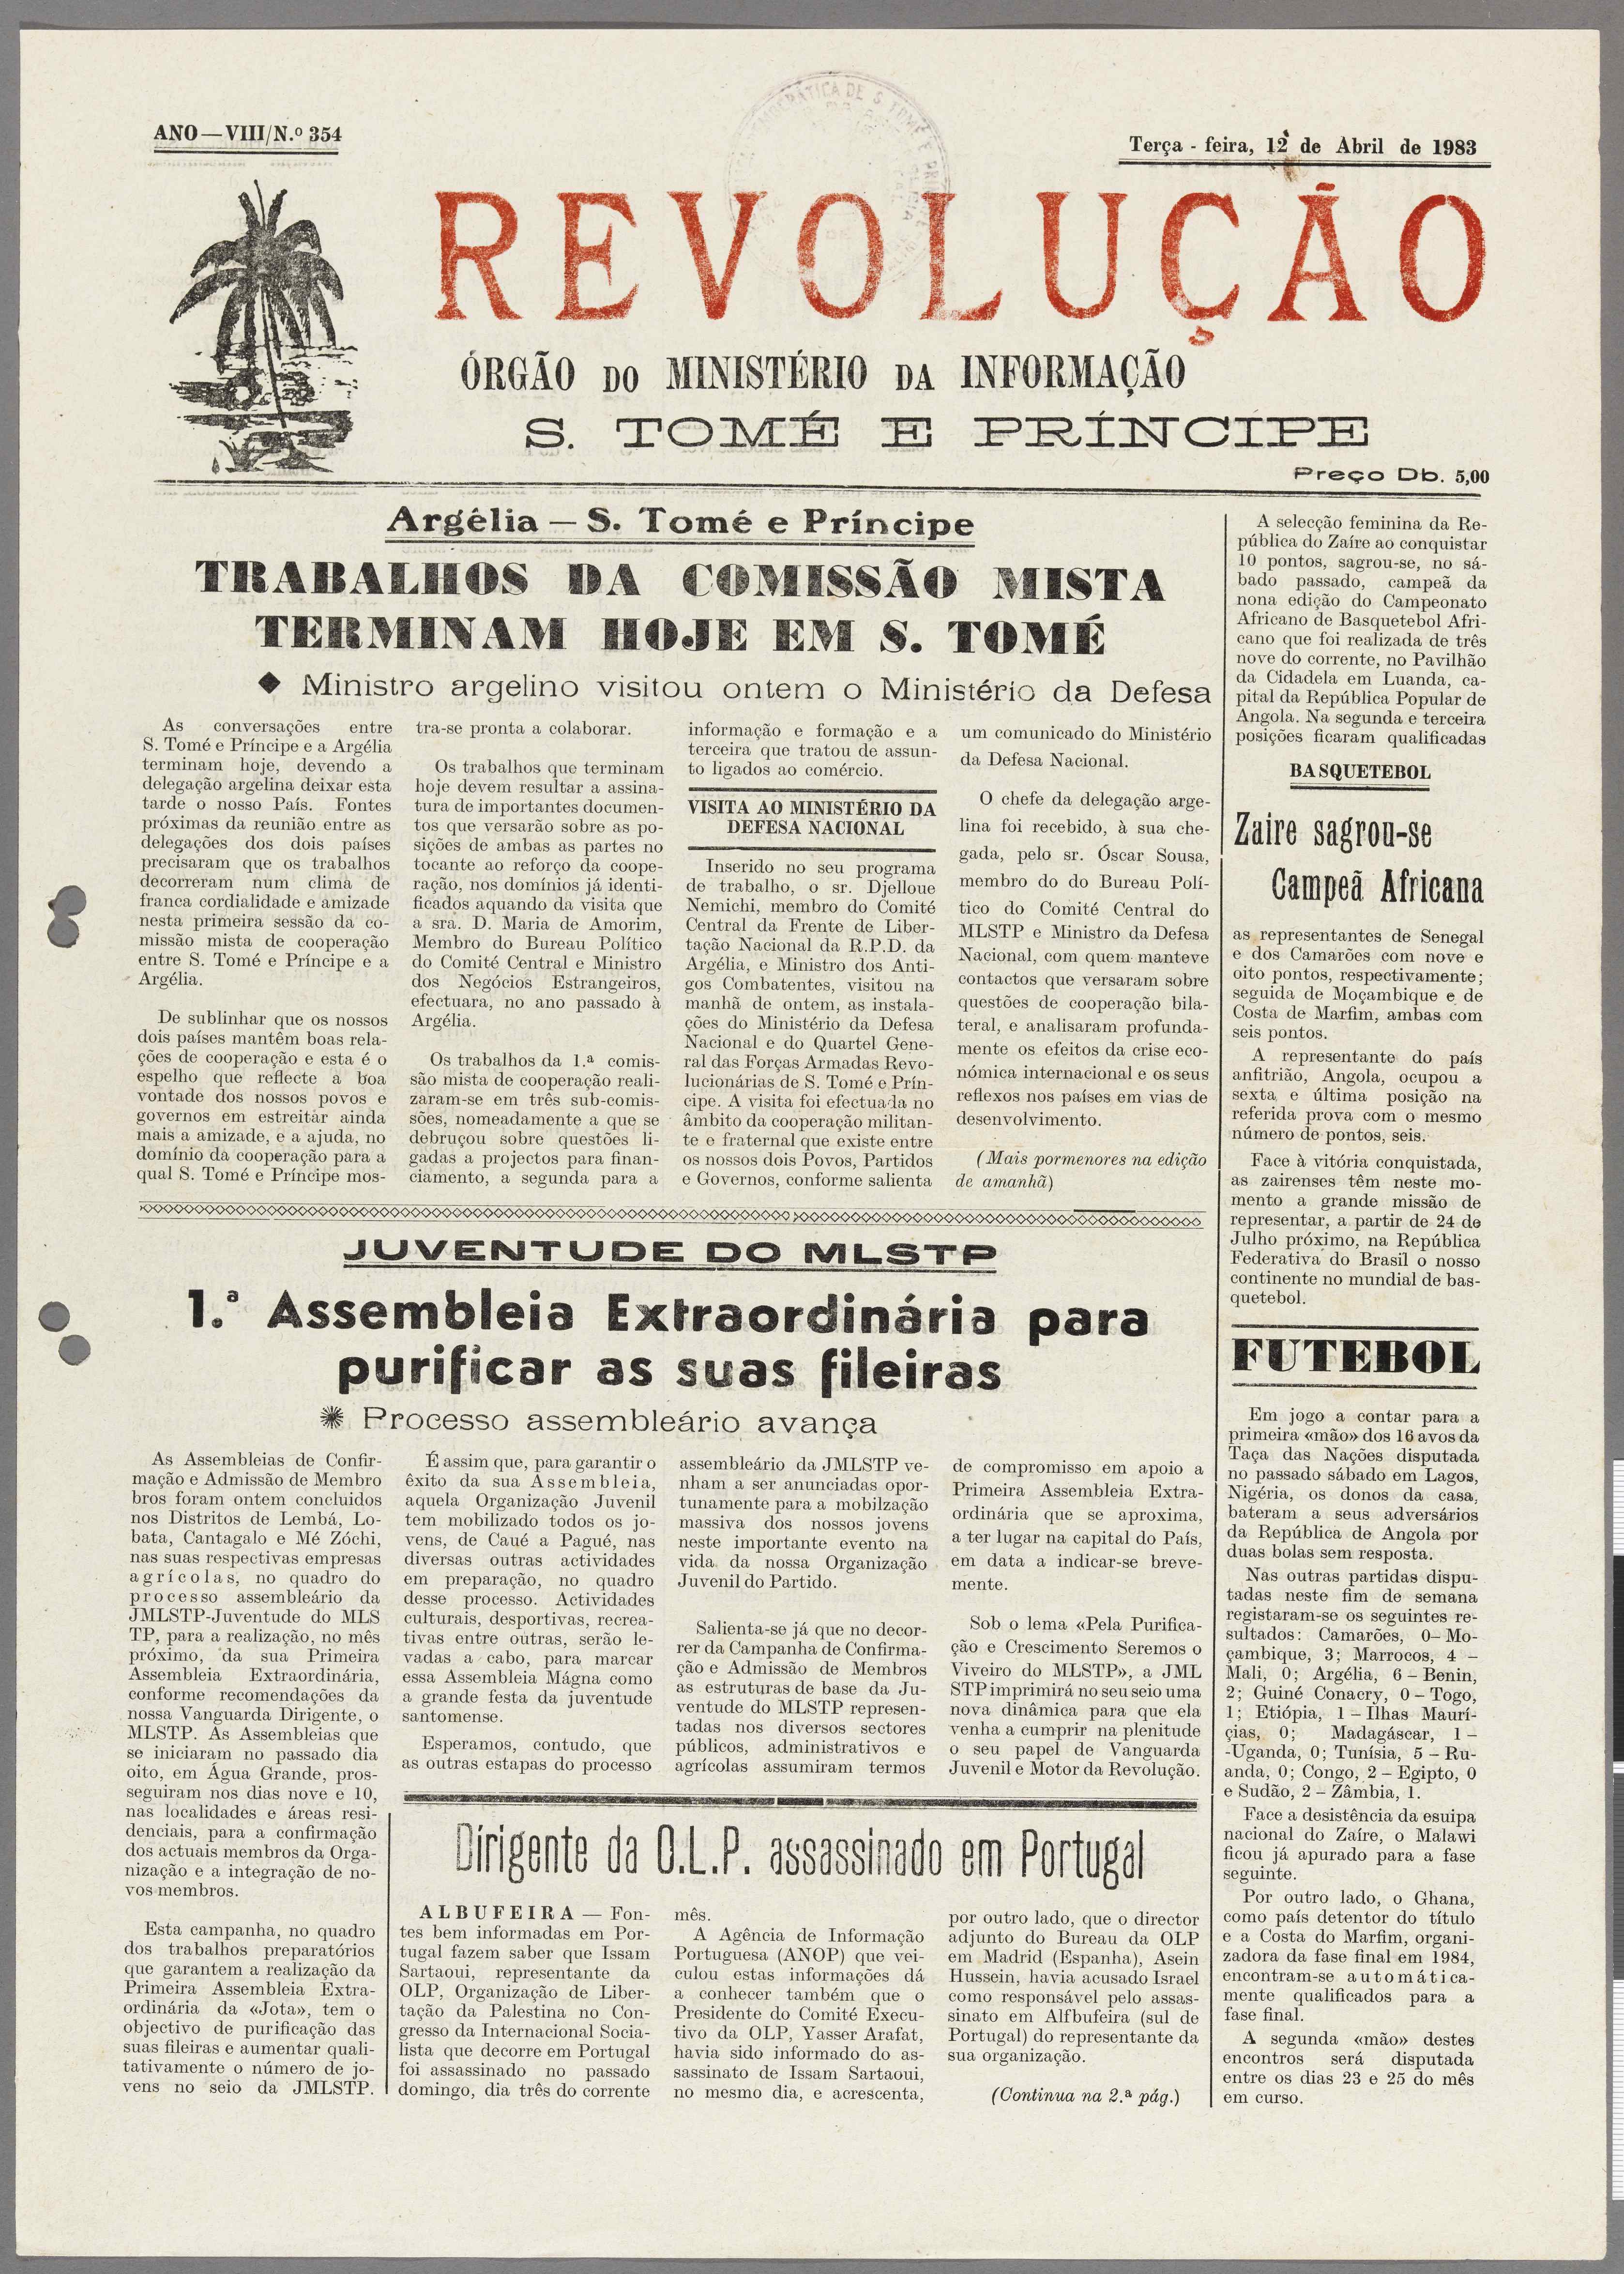 ANO — VIII/N.º 354
Terça - feira, 12 de Abril de 1983
REVOLUÇÃO
ÓRGÃO DO MINISTÉRIO DA INFORMAÇÃO
S. TOMÉ E PRÍNCIPE
Preço Db. 5,00
Argélia — S. Tomé e Príncipe
TRABALHOS DA COMISSÃO MISTA
TERMINAM HOJE EM S. TOMÉ
◆ Ministro argelino visitou ontem o Ministério da Defesa
As conversações entre
S. Tomé e Príncipe e a Argélia
terminam hoje, devendo a
delegação argelina deixar esta
tarde o nosso País. Fontes
próximas da reunião entre as
delegações dos dois países
precisaram que os trabalhos
decorreram num clima de
franca cordialidade e amizade
nesta primeira sessão da co-
missão mista de cooperação
entre S. Tomé e Príncipe e a
Argélia.
De sublinhar que os nossos
dois países mantêm boas rela-
ções de cooperação e esta é o
espelho que reflecte a boa
vontade dos nossos povos e
governos em estreitar ainda
mais a amizade, e a ajuda, no
domínio da cooperação para a
qual S. Tomé e Príncipe mos-
tra-se pronta a colaborar.
Os trabalhos que terminam
hoje devem resultar a assina-
tura de importantes documen-
tos que versarão sobre as po-
sições de ambas as partes no
tocante ao reforço da coope-
ração, nos domínios já identi-
ficados aquando da visita que
a sra. D. Maria de Amorim,
Membro do Bureau Político
do Comité Central e Ministro
dos Negócios Estrangeiros,
efectuara, no ano passado à
Argélia.
Os trabalhos da 1.ª comis-
são mista de cooperação reali-
zaram-se em três sub-comis-
sões, nomeadamente a que se
debruçou sobre questões li-
gadas a projectos para finan-
ciamento, a segunda para a
informação e formação e a
terceira que tratou de assun-
to ligados ao comércio.
VISITA AO MINISTÉRIO DA
DEFESA NACIONAL
Inserido no seu programa
de trabalho, o sr. Djelloue
Nemichi, membro do Comité
Central da Frente de Liber-
tação Nacional da R.P.D. da
Argélia, e Ministro dos Anti-
gos Combatentes, visitou na
manhã de ontem, as instala-
ções do Ministério da Defesa
Nacional e do Quartel Gene-
ral das Forças Armadas Revo-
lucionárias de S. Tomé e Prín-
cipe. A visita foi efectuada no
âmbito da cooperação militan-
te e fraternal que existe entre
os nossos dois Povos, Partidos
e Governos, conforme salienta
um comunicado do Ministério
da Defesa Nacional.
O chefe da delegação arge-
lina foi recebido, à sua che-
gada, pelo sr. Óscar Sousa,
membro do do Bureau Polí-
tico do Comité Central do
MLSTP e Ministro da Defesa
Nacional, com quem manteve
contactos que versaram sobre
questões de cooperação bila-
teral, e analisaram profunda-
mente os efeitos da crise eco-
nómica internacional e os seus
reflexos nos países em vias de
desenvolvimento.
(Mais pormenores na edição
de amanhã)
A selecção feminina da Re-
pública do Zaíre ao conquistar
10 pontos, sagrou-se, no sá-
bado passado, campeã da
nona edição do Campeonato
Africano de Basquetebol Afri-
cano que foi realizada de três
nove do corrente, no Pavilhão
da Cidadela em Luanda, ca-
pital da República Popular de
Angola. Na segunda e terceira
posições ficaram qualificadas
BASQUETEBOL
Zaire sagrou-se
Campeã Africana
as representantes de Senegal
e dos Camarões com nove e
oito pontos, respectivamente;
seguida de Moçambique e de
Costa de Marfim, ambas com
seis pontos.
A representante do país
anfitrião, Angola, ocupou a
sexta e última posição na
referida prova com o mesmo
número de pontos, seis.
Face à vitória conquistada,
as zairenses têm neste mo-
mento a grande missão de
representar, a partir de 24 de
Julho próximo, na República
Federativa do Brasil o nosso
continente no mundial de bas-
quetebol.
FUTEBOL
Em jogo a contar para a
primeira «mão» dos 16 avos da
Taça das Nações disputada
no passado sábado em Lagos,
Nigéria, os donos da casa,
bateram a seus adversários
da República de Angola por
duas bolas sem resposta.
Nas outras partidas dispu-
tadas neste fim de semana
registaram-se os seguintes re-
sultados: Camarões, 0– Mo-
çambique, 3; Marrocos, 4 –
Mali, 0; Argélia, 6 – Benin,
2; Guiné Conacry, 0 – Togo,
1; Etiópia, 1 – Ilhas Maurí-
çias, 0; Madagáscar, 1 –
-Uganda, 0; Tunísia, 5 – Ru-
anda, 0; Congo, 2 – Egipto, 0
e Sudão, 2 – Zâmbia, 1.
Face a desistência da esuipa
nacional do Zaíre, o Malawi
ficou já apurado para a fase
seguinte.
Por outro lado, o Ghana,
como país detentor do título
e a Costa do Marfim, organi-
zadora da fase final em 1984,
encontram-se automática-
mente qualificados para a
fase final.
A segunda «mão» destes
encontros será disputada
entre os dias 23 e 25 do mês
em curso.
JUVENTUDE DO MLSTP
1.ª Assembleia Extraordinária para
purificar as suas fileiras
✺ Processo assembleário avança
As Assembleias de Confir-
mação e Admissão de Membro
bros foram ontem concluidos
nos Distritos de Lembá, Lo-
bata, Cantagalo e Mé Zóchi,
nas suas respectivas empresas
agrícolas, no quadro do
processo assembleário da
JMLSTP-Juventude do MLS
TP, para a realização, no mês
próximo, da sua Primeira
Assembleia Extraordinária,
conforme recomendações da
nossa Vanguarda Dirigente, o
MLSTP. As Assembleias que
se iniciaram no passado dia
oito, em Água Grande, pros-
seguiram nos dias nove e 10,
nas localidades e áreas resi-
denciais, para a confirmação
dos actuais membros da Orga-
nização e a integração de no-
vos membros.
Esta campanha, no quadro
dos trabalhos preparatórios
que garantem a realização da
Primeira Assembleia Extra-
ordinária da «Jota», tem o
objectivo de purificação das
suas fileiras e aumentar quali-
tativamente o número de jo-
vens no seio da JMLSTP.
É assim que, para garantir o
êxito da sua Assembleia,
aquela Organização Juvenil
tem mobilizado todos os jo-
vens, de Caué a Pagué, nas
diversas outras actividades
em preparação, no quadro
desse processo. Actividades
culturais, desportivas, recrea-
tivas entre outras, serão le-
vadas a cabo, para marcar
essa Assembleia Mágna como
a grande festa da juventude
santomense.
Esperamos, contudo, que
as outras estapas do processo
assembleário da JMLSTP ve-
nham a ser anunciadas opor-
tunamente para a mobilzação
massiva dos nossos jovens
neste importante evento na
vida da nossa Organização
Juvenil do Partido.
Salienta-se já que no decor-
rer da Campanha de Confirma-
ção e Admissão de Membros
as estruturas de base da Ju-
ventude do MLSTP represen-
tadas nos diversos sectores
públicos, administrativos e
agrícolas assumiram termos
de compromisso em apoio a
Primeira Assembleia Extra-
ordinária que se aproxima,
a ter lugar na capital do País,
em data a indicar-se breve-
mente.
Sob o lema «Pela Purifica-
ção e Crescimento Seremos o
Viveiro do MLSTP», a JML
STP imprimirá no seu seio uma
nova dinâmica para que ela
venha a cumprir na plenitude
o seu papel de Vanguarda
Juvenil e Motor da Revolução.
Dirigente da O.L.P. assassinado em Portugal
ALBUFEIRA — Fon-
tes bem informadas em Por-
tugal fazem saber que Issam
Sartaoui, representante da
OLP, Organização de Liber-
tação da Palestina no Con-
gresso da Internacional Socia-
lista que decorre em Portugal
foi assassinado no passado
domingo, dia três do corrente
mês.
A Agência de Informação
Portuguesa (ANOP) que vei-
culou estas informações dá
a conhecer também que o
Presidente do Comité Execu-
tivo da OLP, Yasser Arafat,
havia sido informado do as-
sassinato de Issam Sartaoui,
no mesmo dia, e acrescenta,
por outro lado, que o director
adjunto do Bureau da OLP
em Madrid (Espanha), Asein
Hussein, havia acusado Israel
como responsável pelo assas-
sinato em Alfbufeira (sul de
Portugal) do representante da
sua organização.
(Continua na 2.ª pág.)